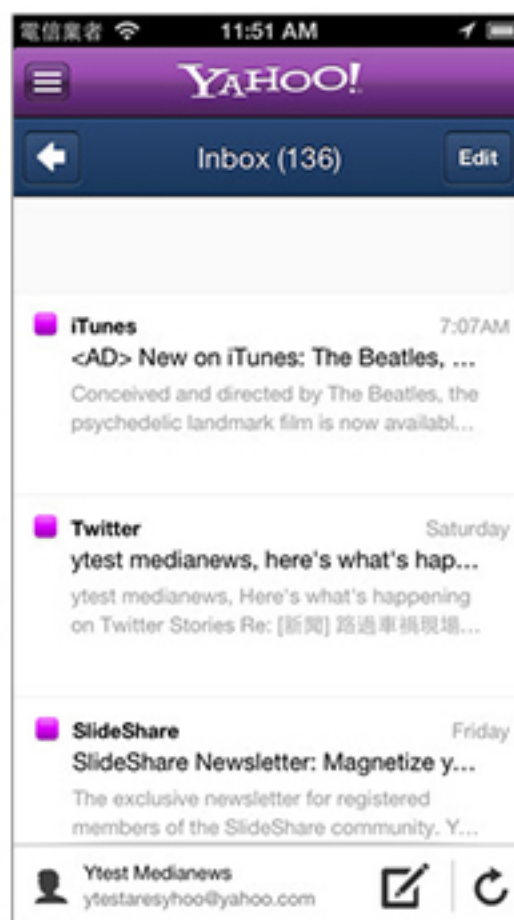 電信業者 11:51 AM
YAHOO!
Inbox (136) Edit
iTunes 7:07AM
<AD> New on iTunes: The Beatles, ...
Conceived and directed by The Beatles, the
psychedelic landmark film is now availabl...
Twitter Saturday
ytest medianews, here's what's hap...
ytest medianews, Here's what's happening
on Twitter Stories Re: [新聞] 路過車禍現場...
SlideShare Friday
SlideShare Newsletter: Magnetize y...
The exclusive newsletter for registered
members of the SlideShare community. Y...
Ytest Medianews
ytestaresyhoo@yahoo.com